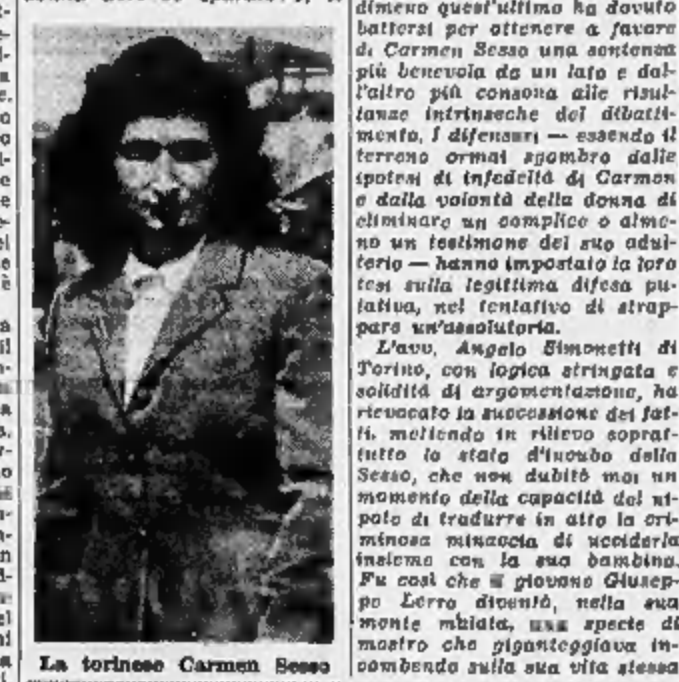 La torinese Carmen Sesso
dimeno quest'ultimo ha dovuto
battersi per ottenere a favore
di Carmen Sesso una sentenza
più benevola da un lato e dal-
l'altro più consona alle risul-
tanze intrinseche del dibatti-
mento. I difensori — essendo il
terreno ormai sgombro dalle
ipotesi di infedeltà di Carmen
e dalla volontà della donna di
eliminare un complice o alme-
no un testimone del suo adul-
terio — hanno impostato la loro
tesi sulla legittima difesa pu-
tativa, nel tentativo di strap-
pare un'assolutoria.
L'avv. Angelo Simonetti di
Torino, con logica stringata e
solidità di argomentazione, ha
rievocato la successione dei fat-
ti, mettendo in rilievo soprat-
tutto lo stato d'incubo della
Sesso, che non dubitò mai un
momento della capacità del ni-
pote di tradurre in atto la cri-
minosa minaccia di ucciderla
insieme con la sua bambina.
Fu così che giovane Giusep-
pe Lerro diventò, nella sua
mente malata, una specie di
mostro che giganteggiava in-
combendo sulla sua vita stessa